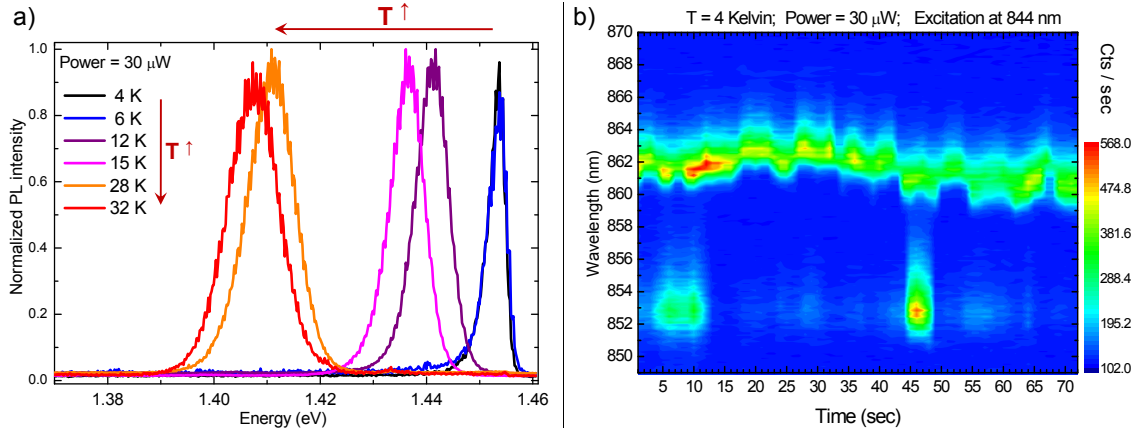 a)
T ↑
Power = 30 μW
4 K
6 K
12 K
15 K
28 K
32 K
T ↑
Normalized PL intensity
1.0
0.8
0.6
0.4
0.2
0.0
1.38
1.40
1.42
1.44
1.46
Energy (eV)
b)
T = 4 Kelvin; Power = 30 μW; Excitation at 844 nm
Wavelength (nm)
870
868
866
864
862
860
858
856
854
852
850
5 10 15 20 25 30 35 40 45 50 55 60 65 70
Time (sec)
Cts / sec
568.0
474.8
381.6
288.4
195.2
102.0